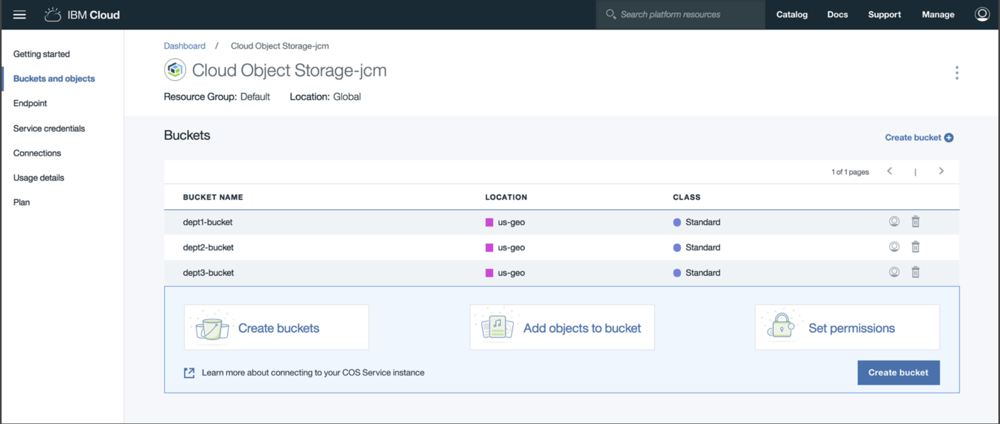 IBM Cloud
Search platform resources
Catalog
Docs
Support
Manage
Getting started
Buckets and objects
Endpoint
Service credentials
Connections
Usage details
Plan
Dashboard / Cloud Object Storage-jcm
Cloud Object Storage-jcm
Resource Group: Default Location: Global
Buckets
Create bucket
1 of 1 pages
BUCKET NAME LOCATION CLASS
dept1-bucket us-geo Standard
dept2-bucket us-geo Standard
dept3-bucket us-geo Standard
Create buckets
Add objects to bucket
Set permissions
Learn more about connecting to your COS Service instance
Create bucket